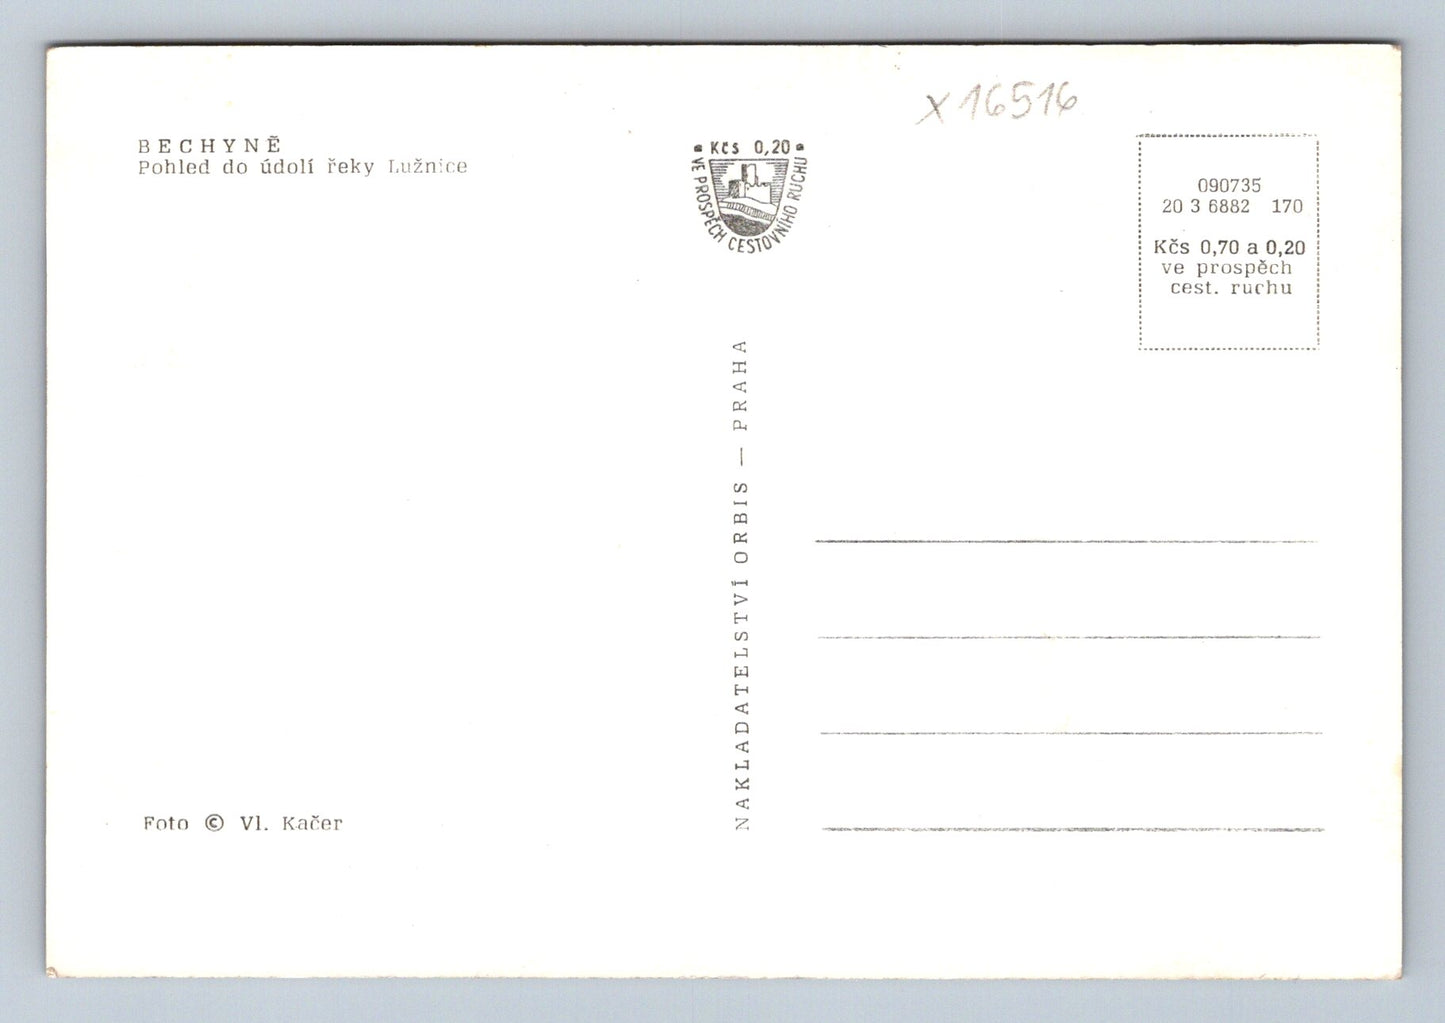 x 16516
BECHYNĚ
Pohled do údolí řeky Lužnice
Kčs 0,20
VE PROSPĚCH CESTOVNÍHO RUCHU
090735
20 3 6882 170
Kčs 0,70 a 0,20
ve prospěch
cest. ruchu
NAKLADATELSTVÍ ORBIS — PRAHA
Foto © Vl. Kačer